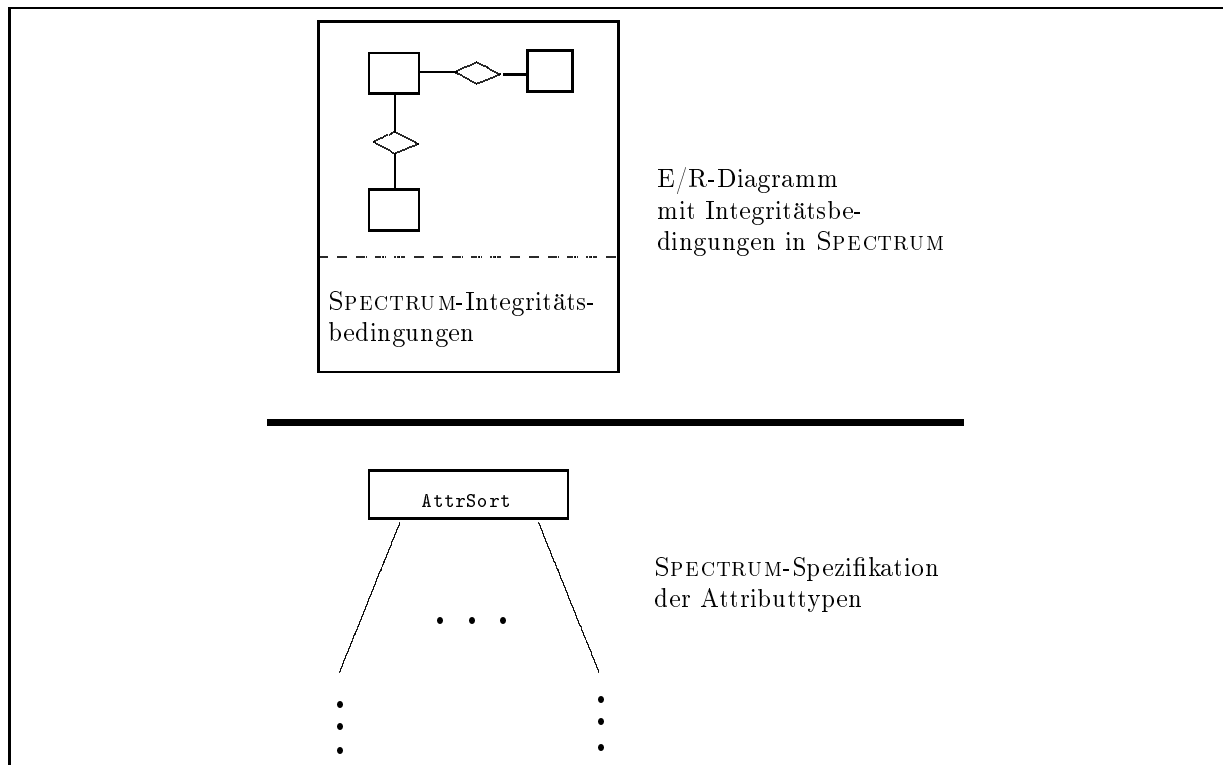 E/R-Diagramm
mit Integritätsbe-
dingungen in SPECTRUM
SPECTRUM-Integritäts-
bedingungen
AttrSort
SPECTRUM-Spezifikation
der Attributtypen